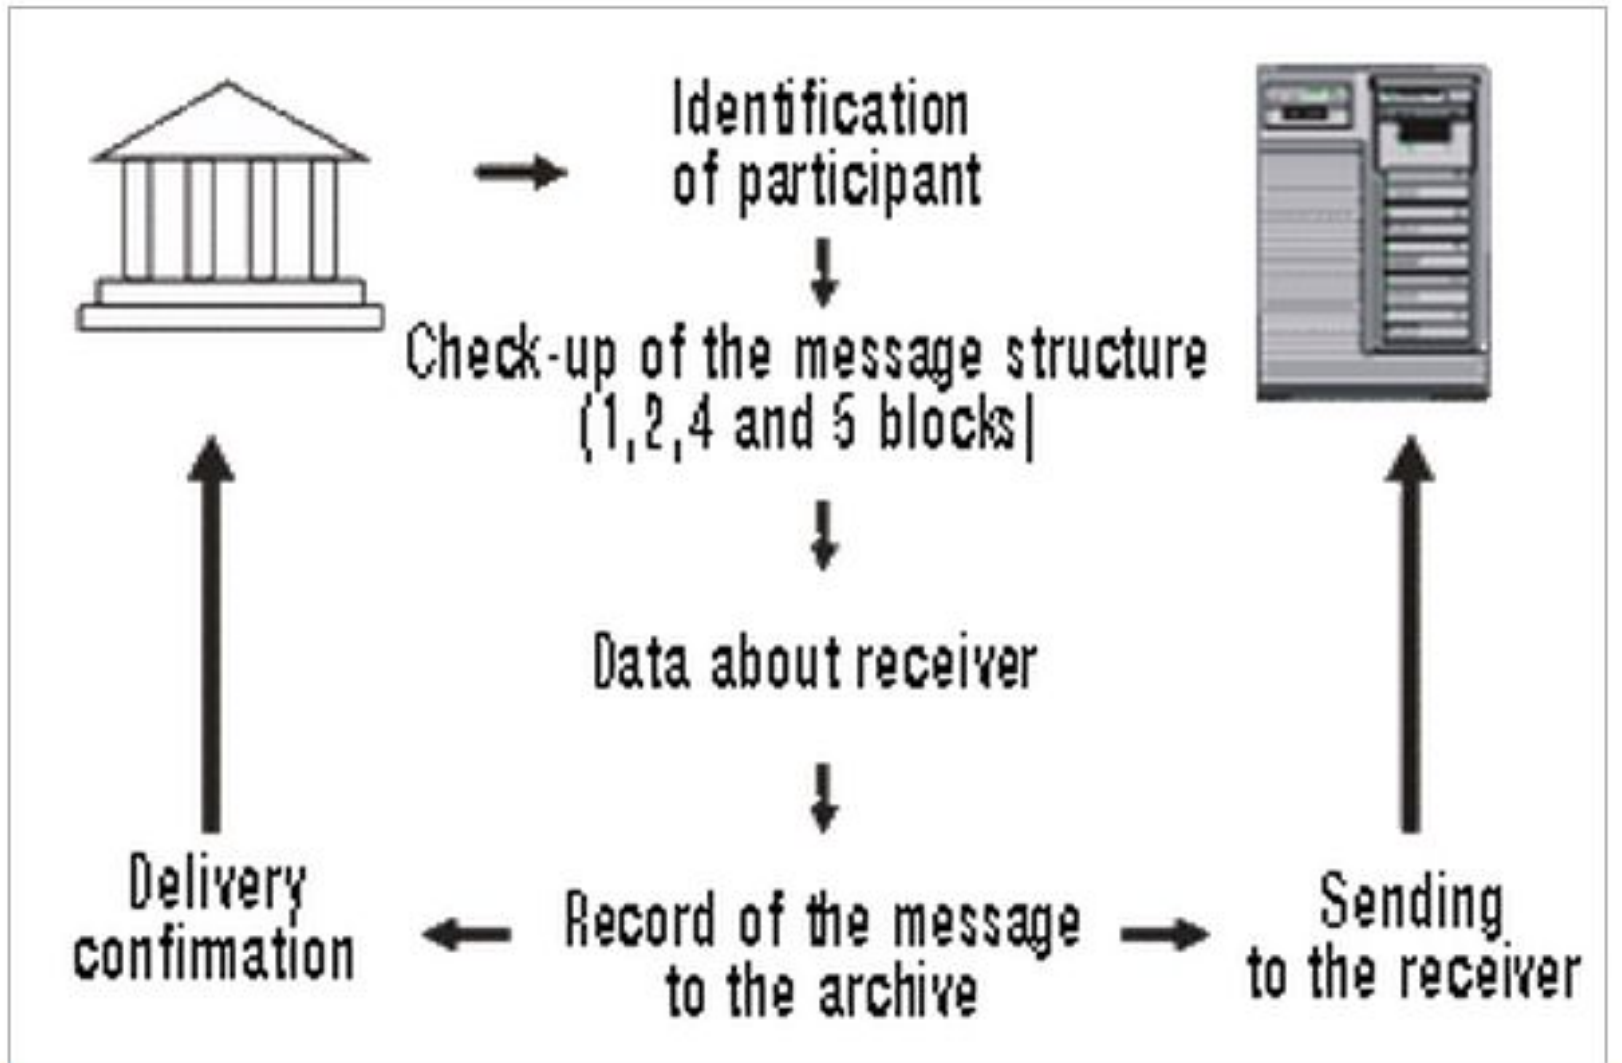 Identification
of participant
Check-up of the message structure
(1,2,4 and 5 blocks)
Data about receiver
Delivery
confirmation
Record of the message
to the archive
Sending
to the receiver